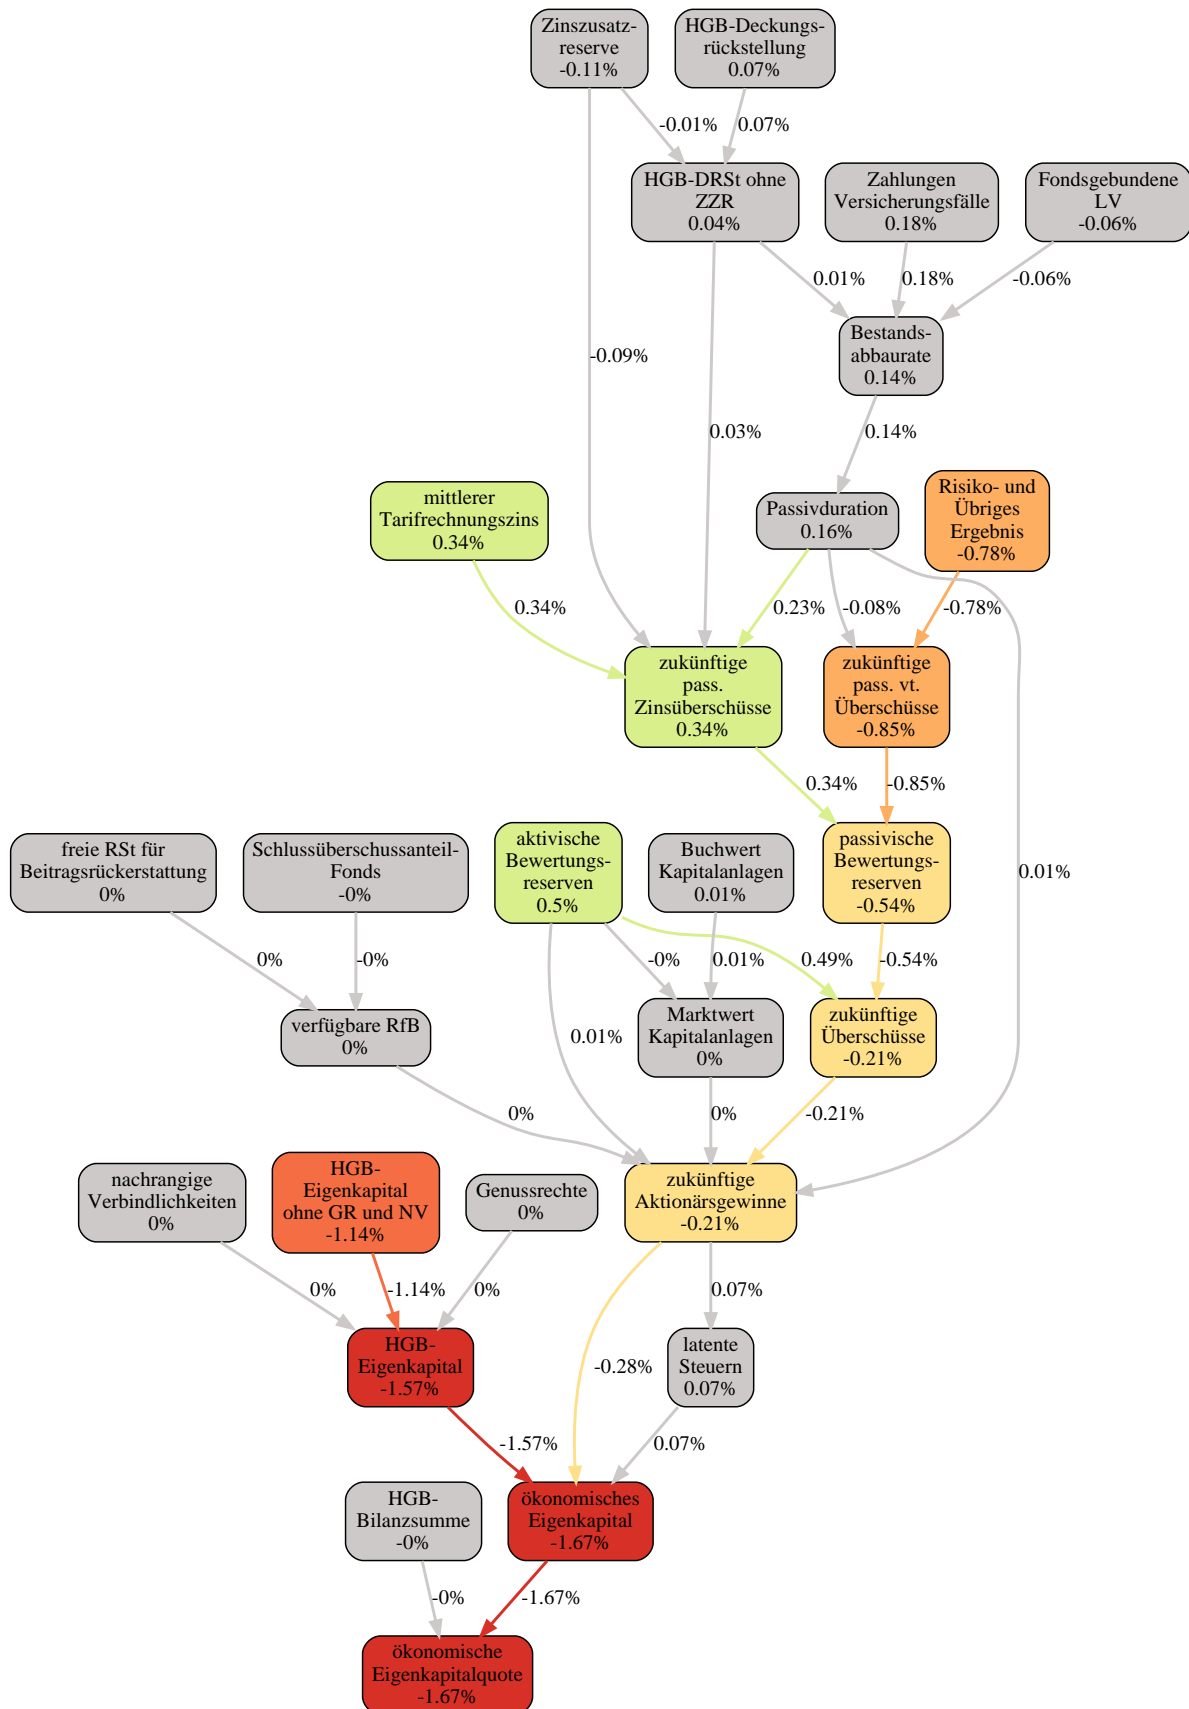 Zinszusatz-
reserve
-0.11%
HGB-Deckungs-
rückstellung
0.07%
-0.01%
0.07%
HGB-DRSt ohne
ZZR
0.04%
Zahlungen
Versicherungsfälle
0.18%
Fondsgebundene
LV
-0.06%
0.01%
0.18%
-0.06%
Bestands-
abbaurate
0.14%
-0.09%
0.03%
0.14%
mittlerer
Tarifrechnungszins
0.34%
Passivduration
0.16%
Risiko- und
Übriges
Ergebnis
-0.78%
0.34%
0.23%
-0.08%
-0.78%
zukünftige
pass.
Zinsüberschüsse
0.34%
zukünftige
pass. vt.
Überschüsse
-0.85%
0.34%
-0.85%
freie RSt für
Beitragsrückerstattung
0%
Schlussüberschussanteil-
Fonds
-0%
aktivische
Bewertungs-
reserven
0.5%
Buchwert
Kapitalanlagen
0.01%
passivische
Bewertungs-
reserven
-0.54%
0.01%
0%
-0%
-0%
0.01%
0.49%
-0.54%
verfügbare RfB
0%
Marktwert
Kapitalanlagen
0%
zukünftige
Überschüsse
-0.21%
0.01%
0%
0%
-0.21%
nachrangige
Verbindlichkeiten
0%
HGB-
Eigenkapital
ohne GR und NV
-1.14%
Genussrechte
0%
zukünftige
Aktionärsgewinne
-0.21%
0%
-1.14%
0%
0.07%
HGB-
Eigenkapital
-1.57%
-0.28%
latente
Steuern
0.07%
-1.57%
0.07%
HGB-
Bilanzsumme
-0%
ökonomisches
Eigenkapital
-1.67%
-0%
-1.67%
ökonomische
Eigenkapitalquote
-1.67%